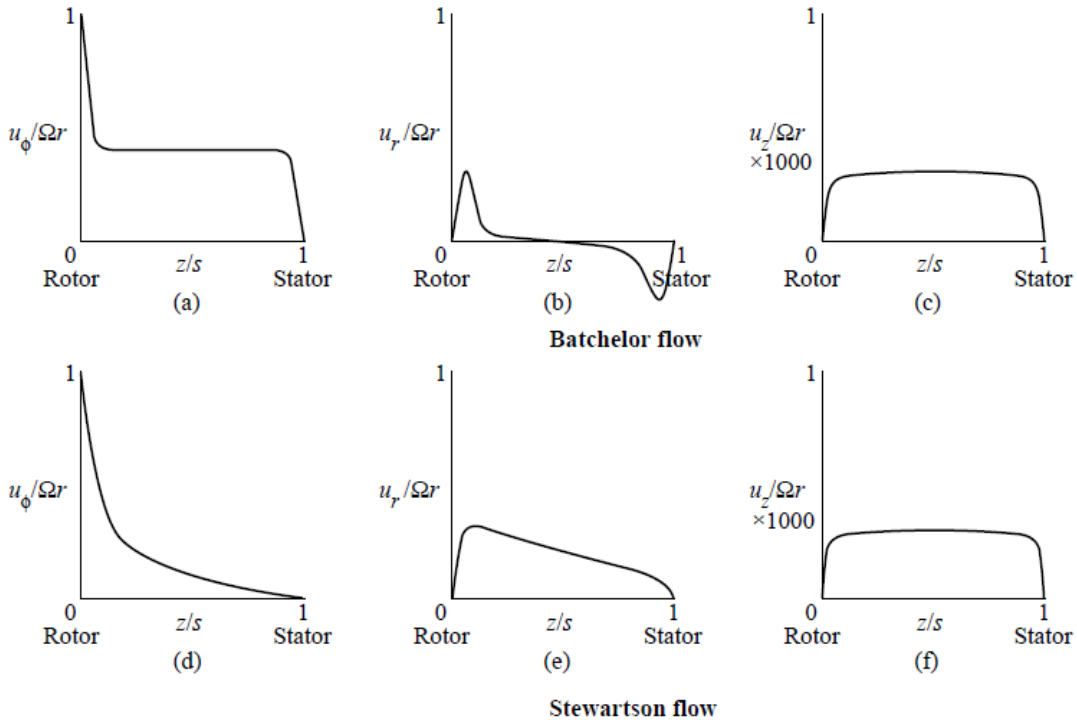 1 1 1
u_ϕ/Ωr u_r/Ωr u_z/Ωr
×1000
0 1 0 1 0 1
z/s z/s z/s
Rotor Stator Rotor Stator Rotor Stator
(a) (b) (c)
Batchelor flow
1 1 1
u_ϕ/Ωr u_r/Ωr u_z/Ωr
×1000
0 1 0 1 0 1
z/s z/s z/s
Rotor Stator Rotor Stator Rotor Stator
(d) (e) (f)
Stewartson flow